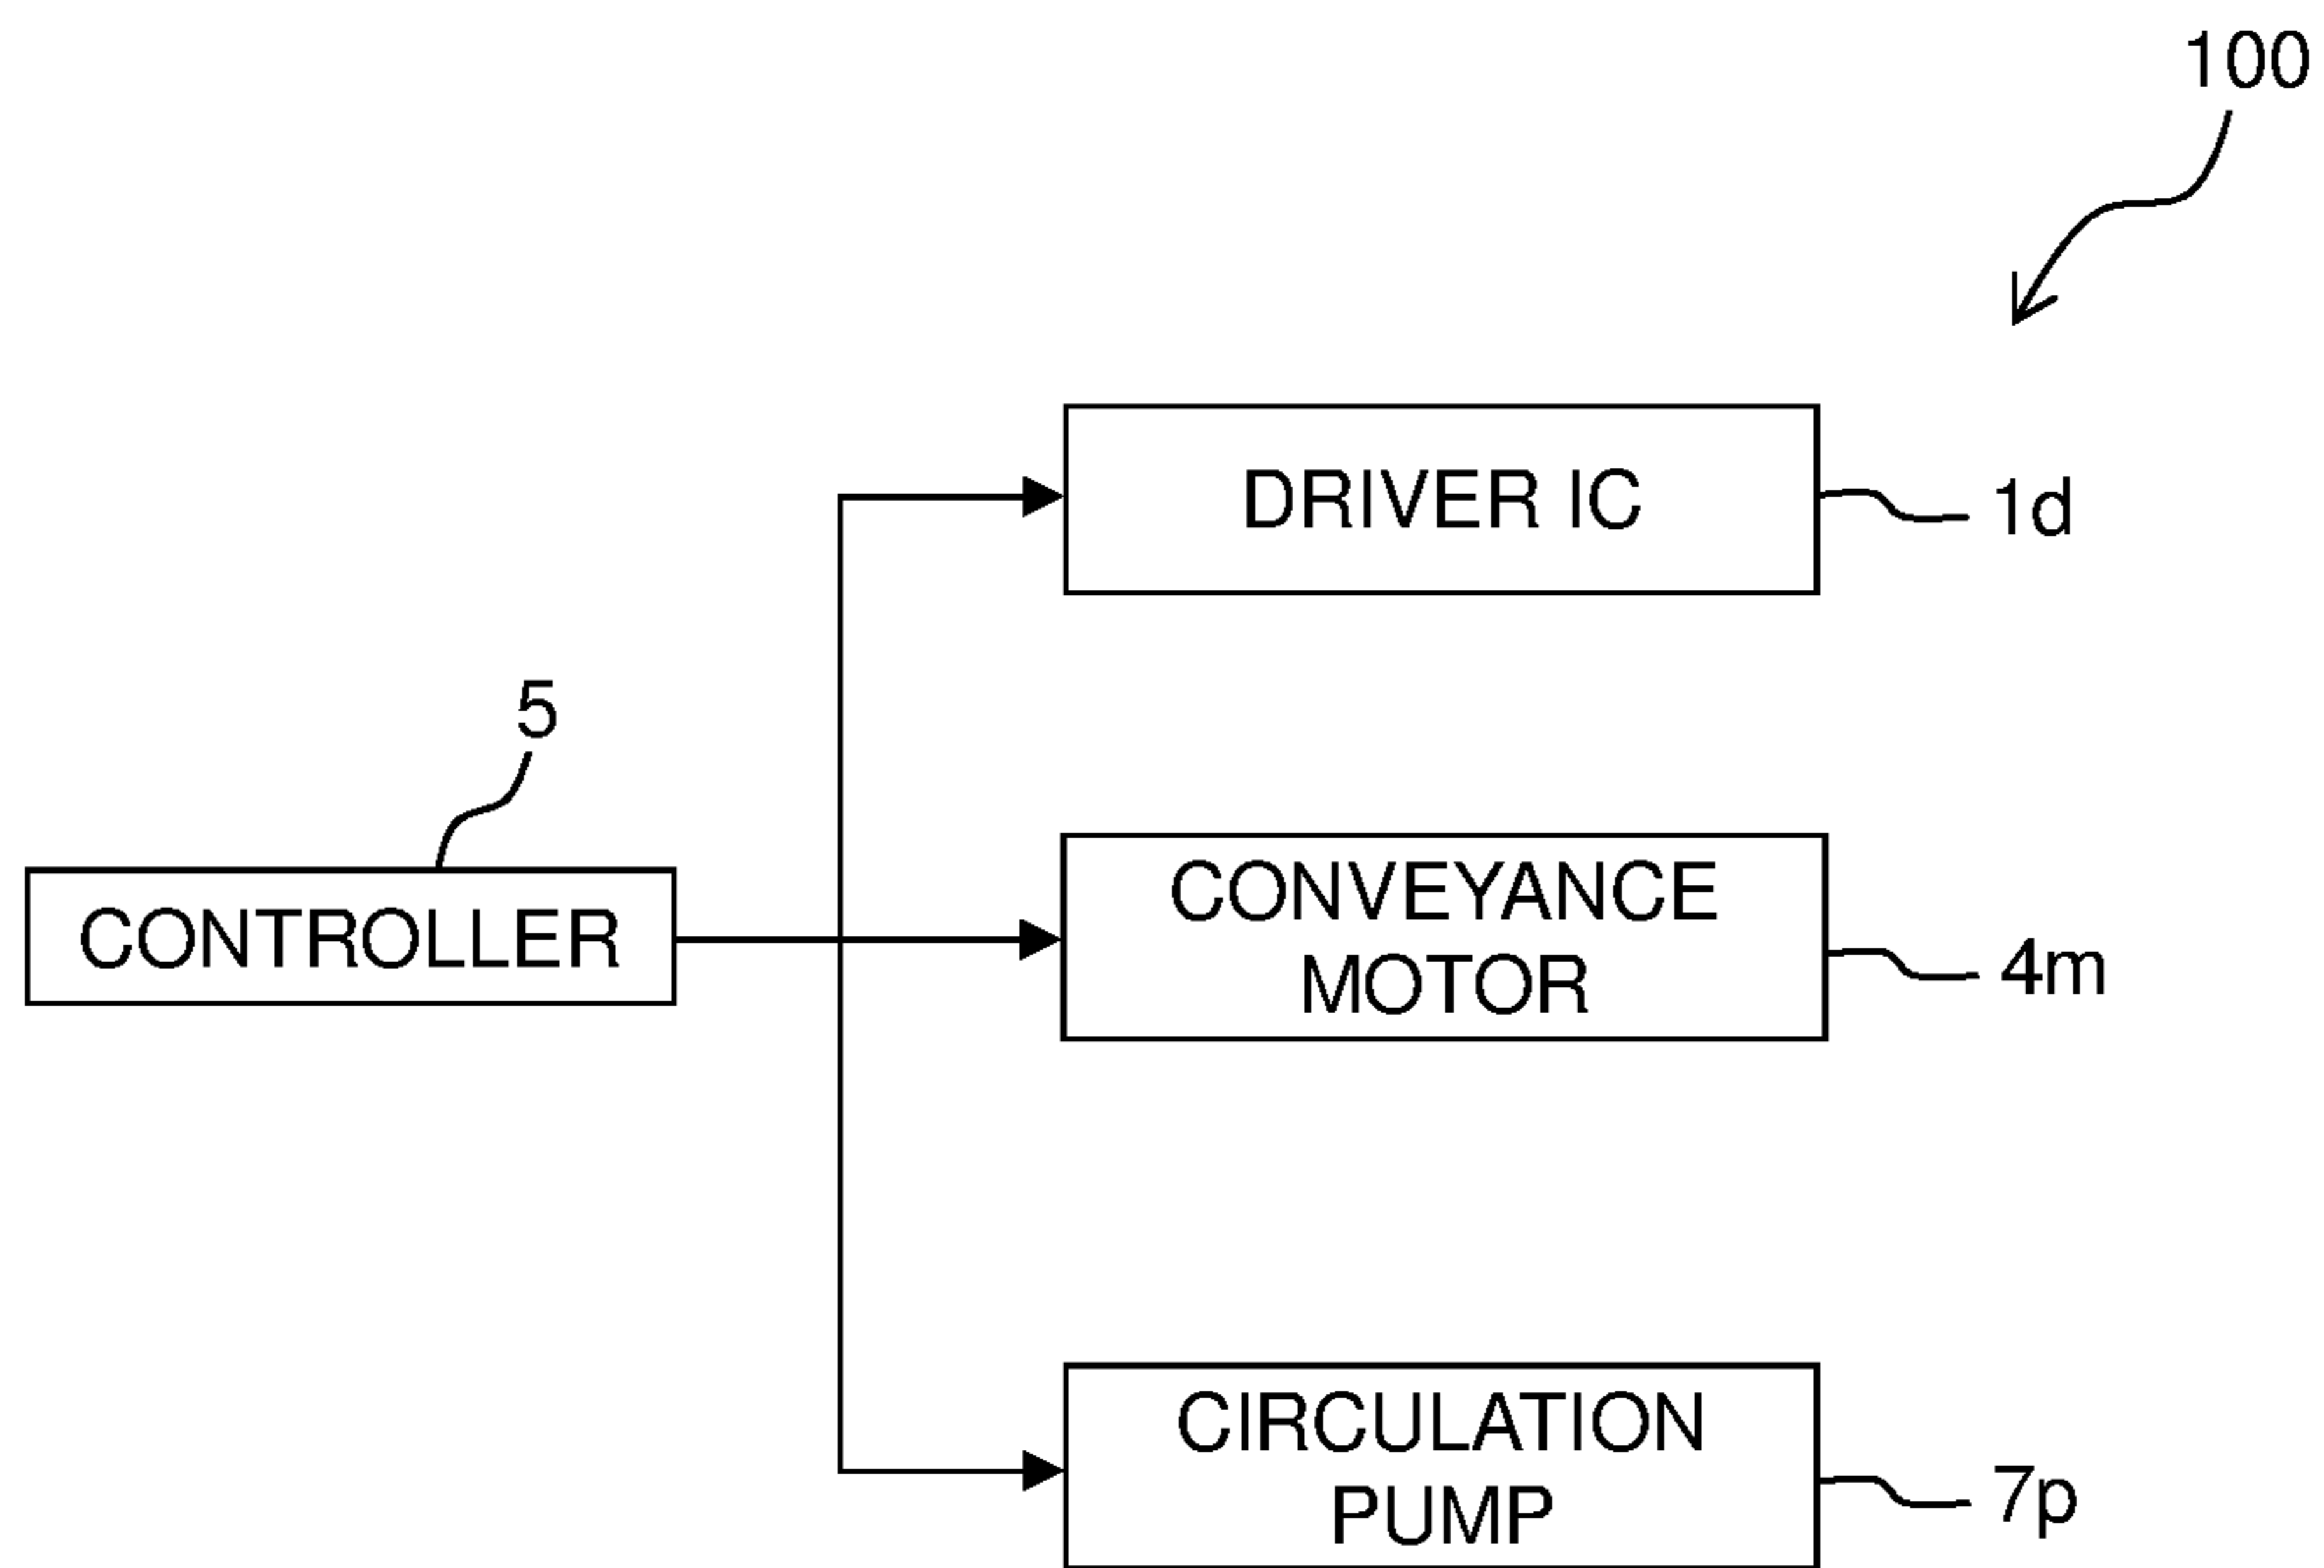 100
DRIVER IC
1d
5
CONTROLLER
CONVEYANCE
MOTOR
4m
CIRCULATION
PUMP
7p